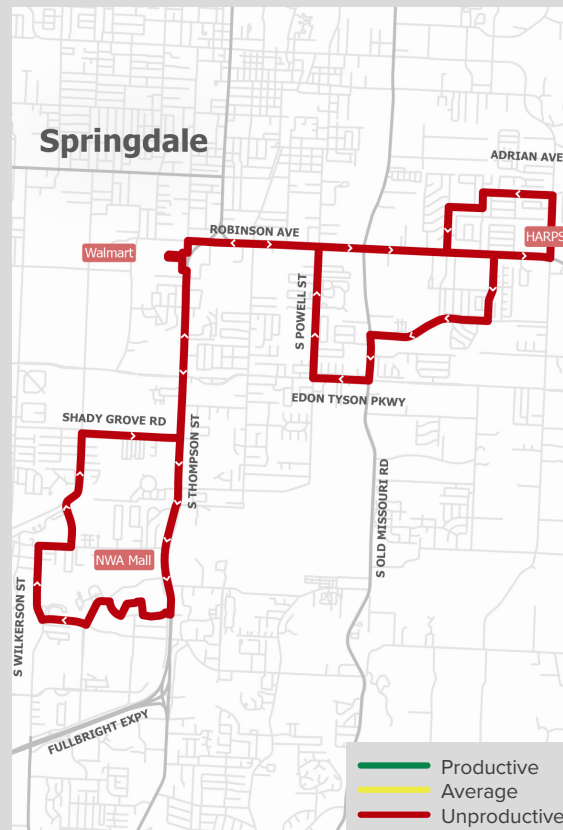 Springdale
ADRIAN AVE
ROBINSON AVE
HARPS
Walmart
S POWELL ST
EDON TYSON PKWY
SHADY GROVE RD
S THOMPSON ST
S OLD MISSOURI RD
NWA Mall
S WILKERSON ST
FULLBRIGHT EXPY
Productive
Average
Unproductive